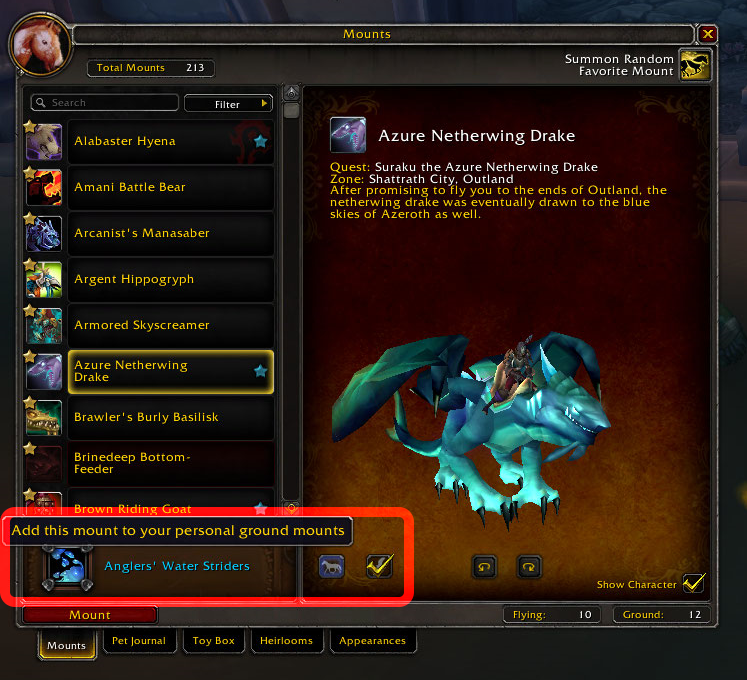 Mounts
Total Mounts 213
Summon Random
Favorite Mount
Search
Filter
Alabaster Hyena
Amani Battle Bear
Arcanist's Manasaber
Argent Hippogryph
Armored Skyscreamer
Azure Netherwing
Drake
Brawler's Burly Basilisk
Brinedeep Bottom-
Feeder
Brown Riding Goat
Azure Netherwing Drake
Quest: Suraku the Azure Netherwing Drake
Zone: Shattrath City, Outland
After promising to fly you to the ends of Outland, the
netherwing drake was eventually drawn to the blue
skies of Azeroth as well.
Add this mount to your personal ground mounts
Anglers' Water Striders
Show Character
Mount
Flying: 10
Ground: 12
Mounts
Pet Journal
Toy Box
Heirlooms
Appearances